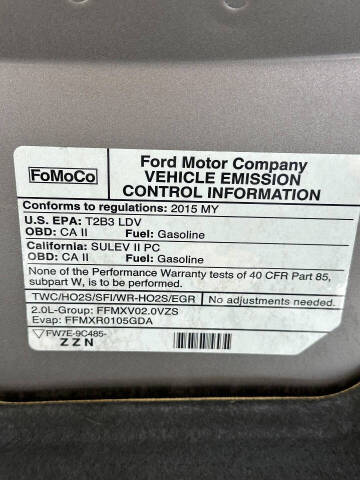 FoMoCo
Ford Motor Company
VEHICLE EMISSION
CONTROL INFORMATION
Conforms to regulations: 2015 MY
U.S. EPA: T2B3 LDV
OBD: CA II Fuel: Gasoline
California: SULEV II PC
OBD: CA II Fuel: Gasoline
None of the Performance Warranty tests of 40 CFR Part 85,
subpart W, is applicable to this vehicle.
TWC/HO2S/SFI/WR-HO2S/EGR No adjustments needed.
2.0L-Group: FFMXV02.0VZS
Evap: FFMXR0105GDA
FW7E-9C485-
ZZN